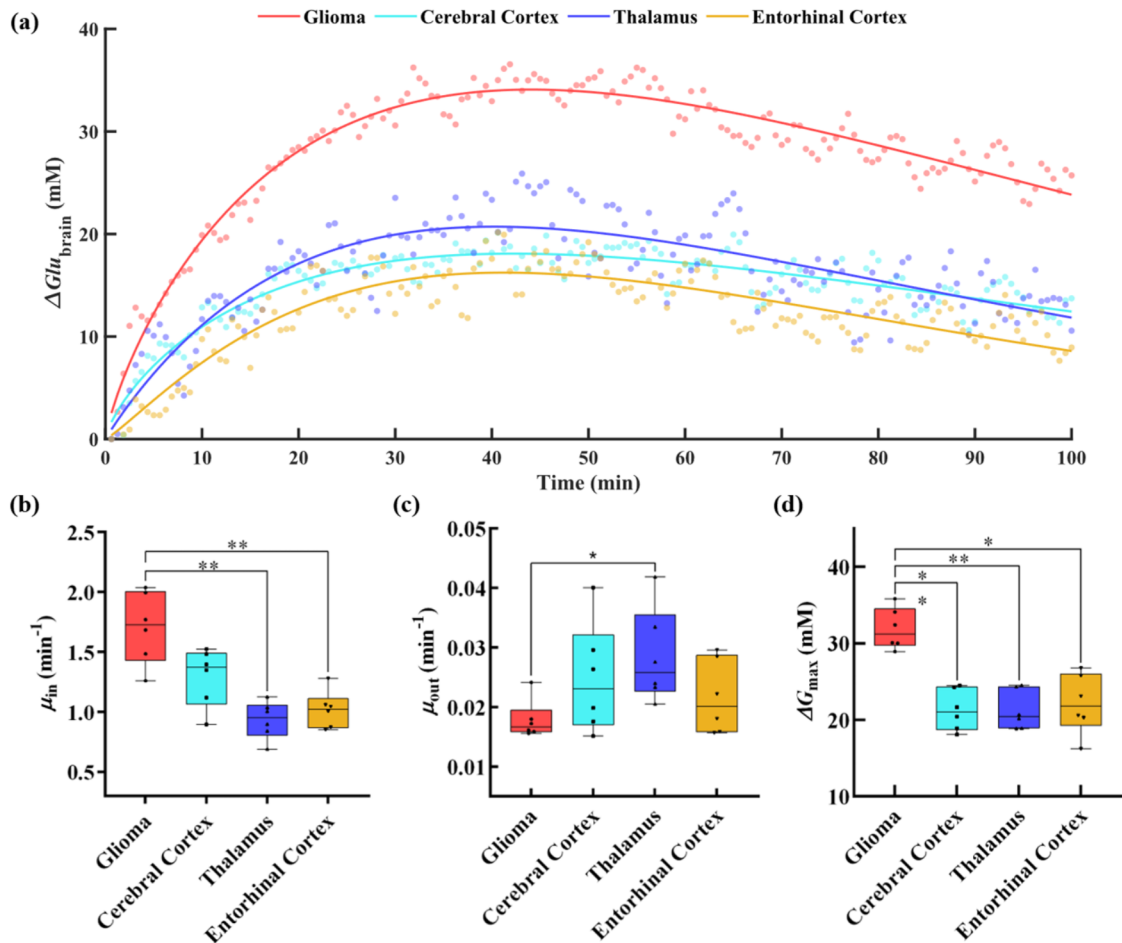 (a)
Glioma Cerebral Cortex Thalamus Entorhinal Cortex
ΔGlu_brain (mM)
40
30
20
10
0
0 10 20 30 40 50 60 70 80 90 100
Time (min)
(b)
μ_in (min⁻¹)
2.5
2.0
1.5
1.0
0.5
**
**
Glioma
Cerebral Cortex
Thalamus
Entorhinal Cortex
(c)
μ_out (min⁻¹)
0.05
0.04
0.03
0.02
0.01
*
Glioma
Cerebral Cortex
Thalamus
Entorhinal Cortex
(d)
ΔG_max (mM)
40
30
20
10
*
**
*
*
Glioma
Cerebral Cortex
Thalamus
Entorhinal Cortex